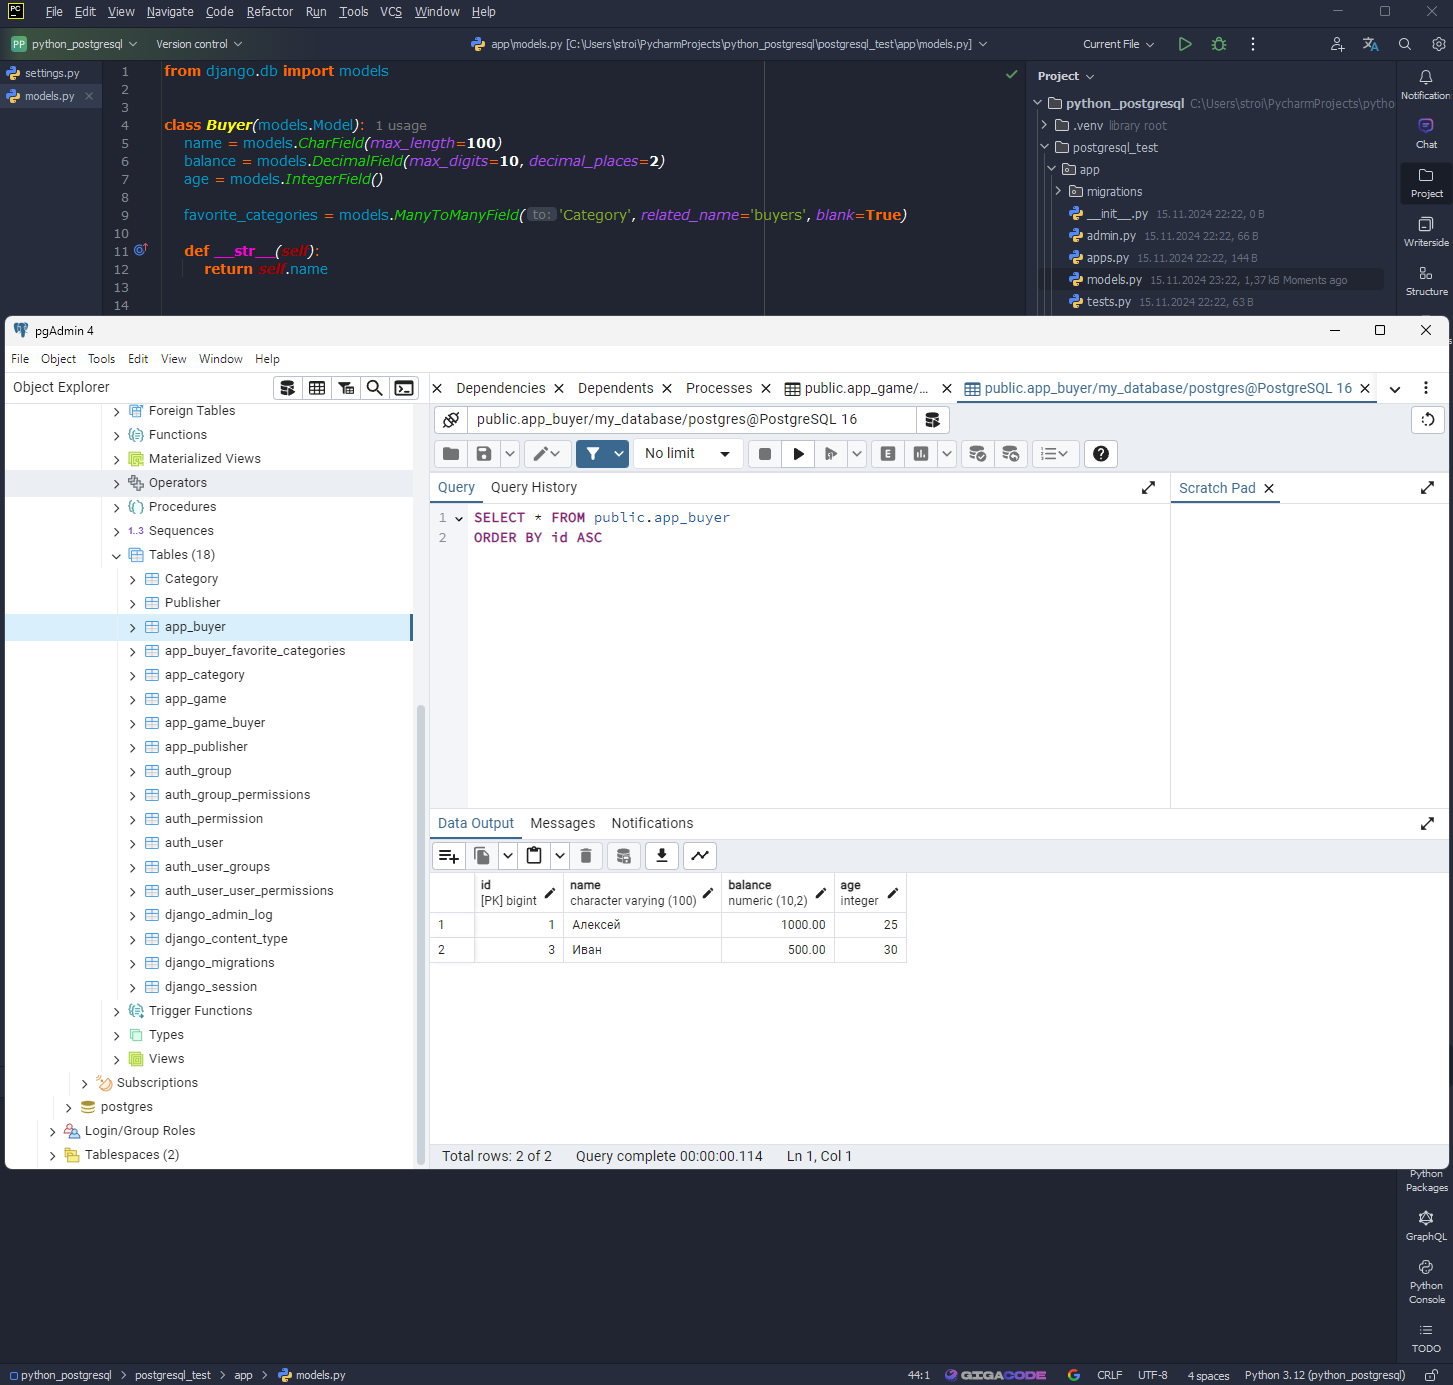 PC
File Edit View Navigate Code Refactor Run Tools VCS Window Help
PP python_postgresql Version control app\models.py [C:\Users\stroi\PycharmProjects\python_postgresql\postgresql_test\app\models.py] Current File
settings.py
models.py
1 from django.db import models
2
3
4 class Buyer(models.Model): 1 usage
5 name = models.CharField(max_length=100)
6 balance = models.DecimalField(max_digits=10, decimal_places=2)
7 age = models.IntegerField()
8
9 favorite_categories = models.ManyToManyField( to: 'Category', related_name='buyers', blank=True)
10
11 def __str__(self):
12 return self.name
13
14
Project
python_postgresql C:\Users\stroi\PycharmProjects\pytho
.venv library root
postgresql_test
app
migrations
__init__.py 15.11.2024 22:22, 0 B
admin.py 15.11.2024 22:22, 66 B
apps.py 15.11.2024 22:22, 144 B
models.py 15.11.2024 23:22, 1,37 kB Moments ago
tests.py 15.11.2024 22:22, 63 B
Notification
Chat
Project
Writerside
Structure
pgAdmin 4
File Object Tools Edit View Window Help
Object Explorer
Foreign Tables
Functions
Materialized Views
Operators
Procedures
1..3 Sequences
Tables (18)
Category
Publisher
app_buyer
app_buyer_favorite_categories
app_category
app_game
app_game_buyer
app_publisher
auth_group
auth_group_permissions
auth_permission
auth_user
auth_user_groups
auth_user_user_permissions
django_admin_log
django_content_type
django_migrations
django_session
Trigger Functions
Types
Views
Subscriptions
postgres
Login/Group Roles
Tablespaces (2)
Dependencies Dependents Processes public.app_game/... public.app_buyer/my_database/postgres@PostgreSQL 16
public.app_buyer/my_database/postgres@PostgreSQL 16
No limit E
Query Query History
Scratch Pad
1 SELECT * FROM public.app_buyer
2 ORDER BY id ASC
Data Output Messages Notifications
id name balance age
[PK] bigint character varying (100) numeric (10,2) integer
1 1 Алексей 1000.00 25
2 3 Иван 500.00 30
Total rows: 2 of 2 Query complete 00:00:00.114 Ln 1, Col 1
Python
Packages
GraphQL
Python
Console
TODO
python_postgresql postgresql_test app models.py 44:1 GIGACODE G CRLF UTF-8 4 spaces Python 3.12 (python_postgresql)